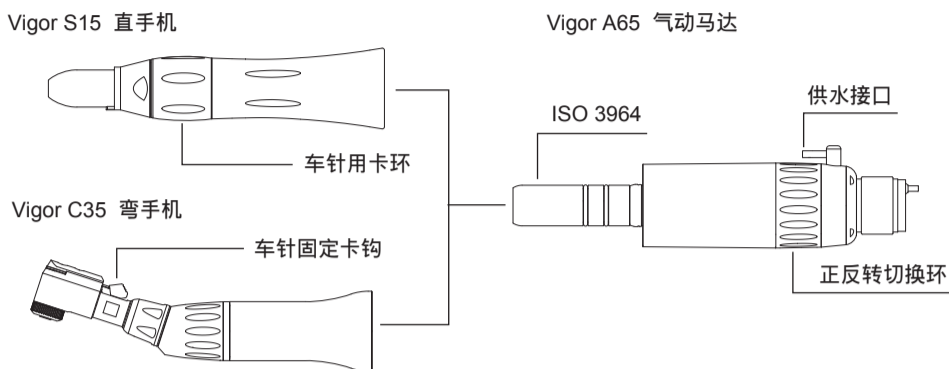 Vigor S15 直手机
Vigor A65 气动马达
供水接口
ISO 3964
车针用卡环
Vigor C35 弯手机
车针固定卡钩
正反转切换环